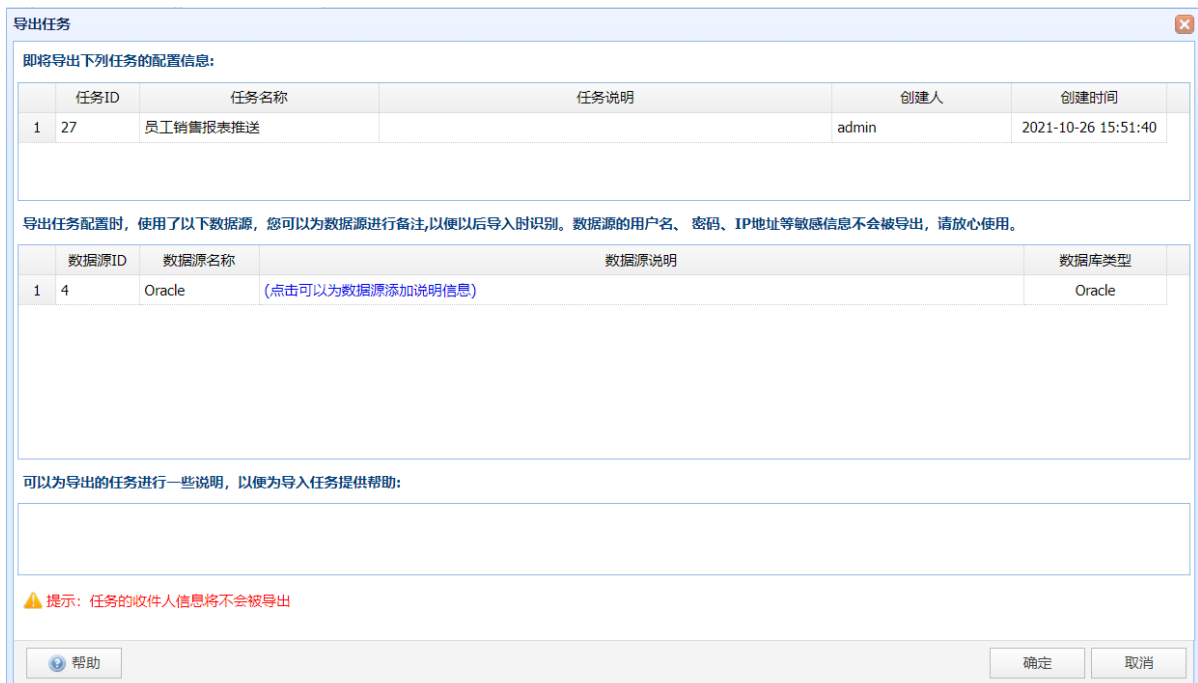 导出任务
即将导出下列任务的配置信息:
任务ID 任务名称 任务说明 创建人 创建时间
1 27 员工销售报表推送 admin 2021-10-26 15:51:40
导出任务配置时，使用了以下数据源，您可以为数据源进行备注,以便以后导入时识别。数据源的用户名、 密码、IP地址等敏感信息不会被导出，请放心使用。
数据源ID 数据源名称 数据源说明 数据库类型
1 4 Oracle (点击可以为数据源添加说明信息) Oracle
可以为导出的任务进行一些说明，以便为导入任务提供帮助:
提示：任务的收件人信息将不会被导出
帮助 确定 取消